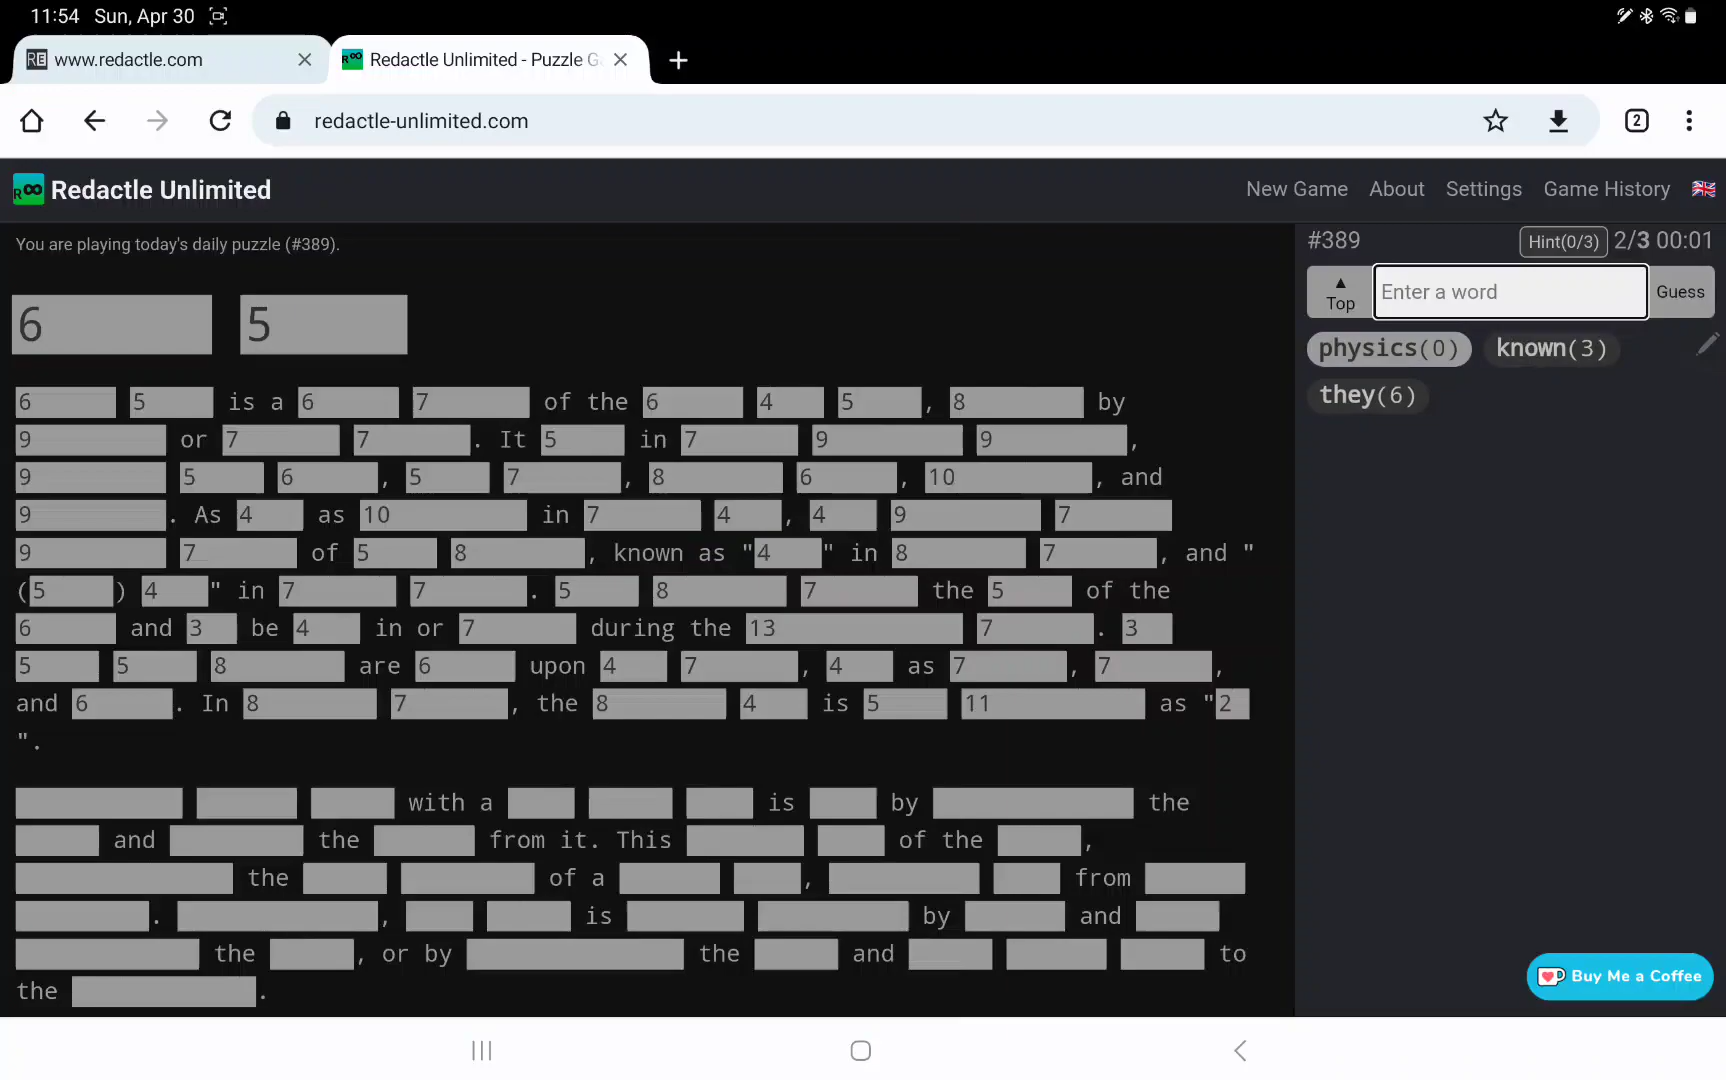 11:54 Sun, Apr 30
www.redactle.com
Redactle Unlimited - Puzzle G
redactle-unlimited.com
2
Redactle Unlimited
New Game About Settings Game History
You are playing today's daily puzzle (#389).
#389 Hint(0/3) 2/3 00:01
Top Enter a word Guess
physics(0) known(3)
they(6)
6 5
6 5 is a 6 7 of the 6 4 5, 8 by
9 or 7 7. It 5 in 7 9 9,
9 5 6, 5 7, 8 6, 10, and
9. As 4 as 10 in 7 4, 4 9 7
9 7 of 5 8, known as "4" in 8 7, and "
(5) 4" in 7 7. 5 8 7 the 5 of the
6 and 3 be 4 in or 7 during the 13 7. 3
5 5 8 are 6 upon 4 7, 4 as 7, 7,
and 6. In 8 7, the 8 4 is 5 11 as "2
".
with a is by the
and the from it. This of the ,
the of a , from
. , is by and
the , or by the and to
the .
Buy Me a Coffee